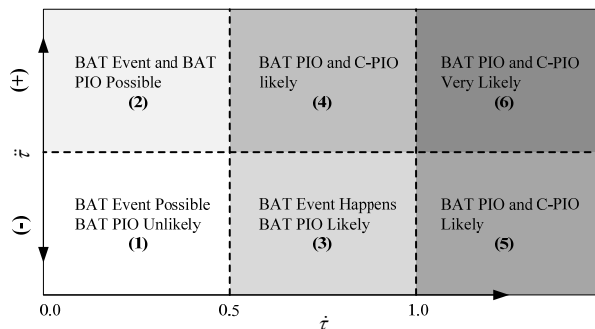 (+)
BAT Event and BAT
PIO Possible
(2)
BAT PIO and C-PIO
likely
(4)
BAT PIO and C-PIO
Very Likely
(6)
τ̈
(-)
BAT Event Possible
BAT PIO Unlikely
(1)
BAT Event Happens
BAT PIO Likely
(3)
BAT PIO and C-PIO
Likely
(5)
0.0
0.5
1.0
τ̇